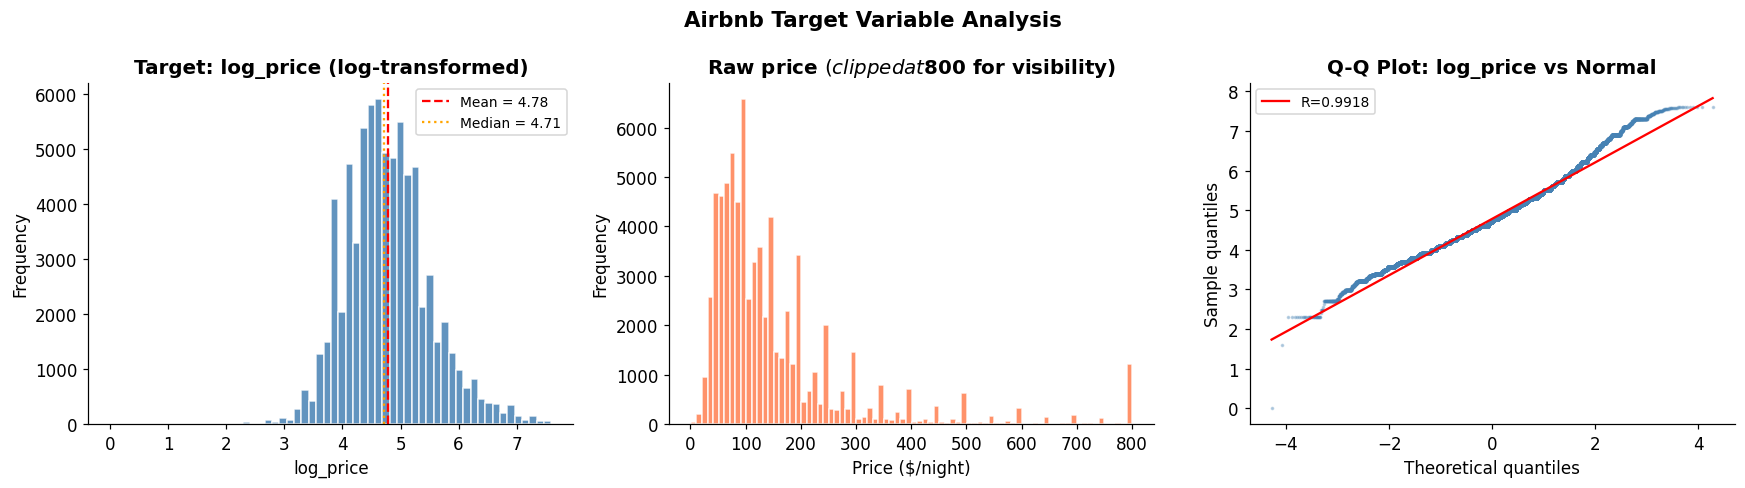 Airbnb Target Variable Analysis
Target: log_price (log-transformed)
6000
5000
4000
3000
2000
1000
0
Frequency
0 1 2 3 4 5 6 7
log_price
Mean = 4.78
Median = 4.71
Raw price (clippedat800 for visibility)
6000
5000
4000
3000
2000
1000
0
Frequency
0 100 200 300 400 500 600 700 800
Price ($/night)
Q-Q Plot: log_price vs Normal
R=0.9918
8
7
6
5
4
3
2
1
0
Sample quantiles
−4 −2 0 2 4
Theoretical quantiles